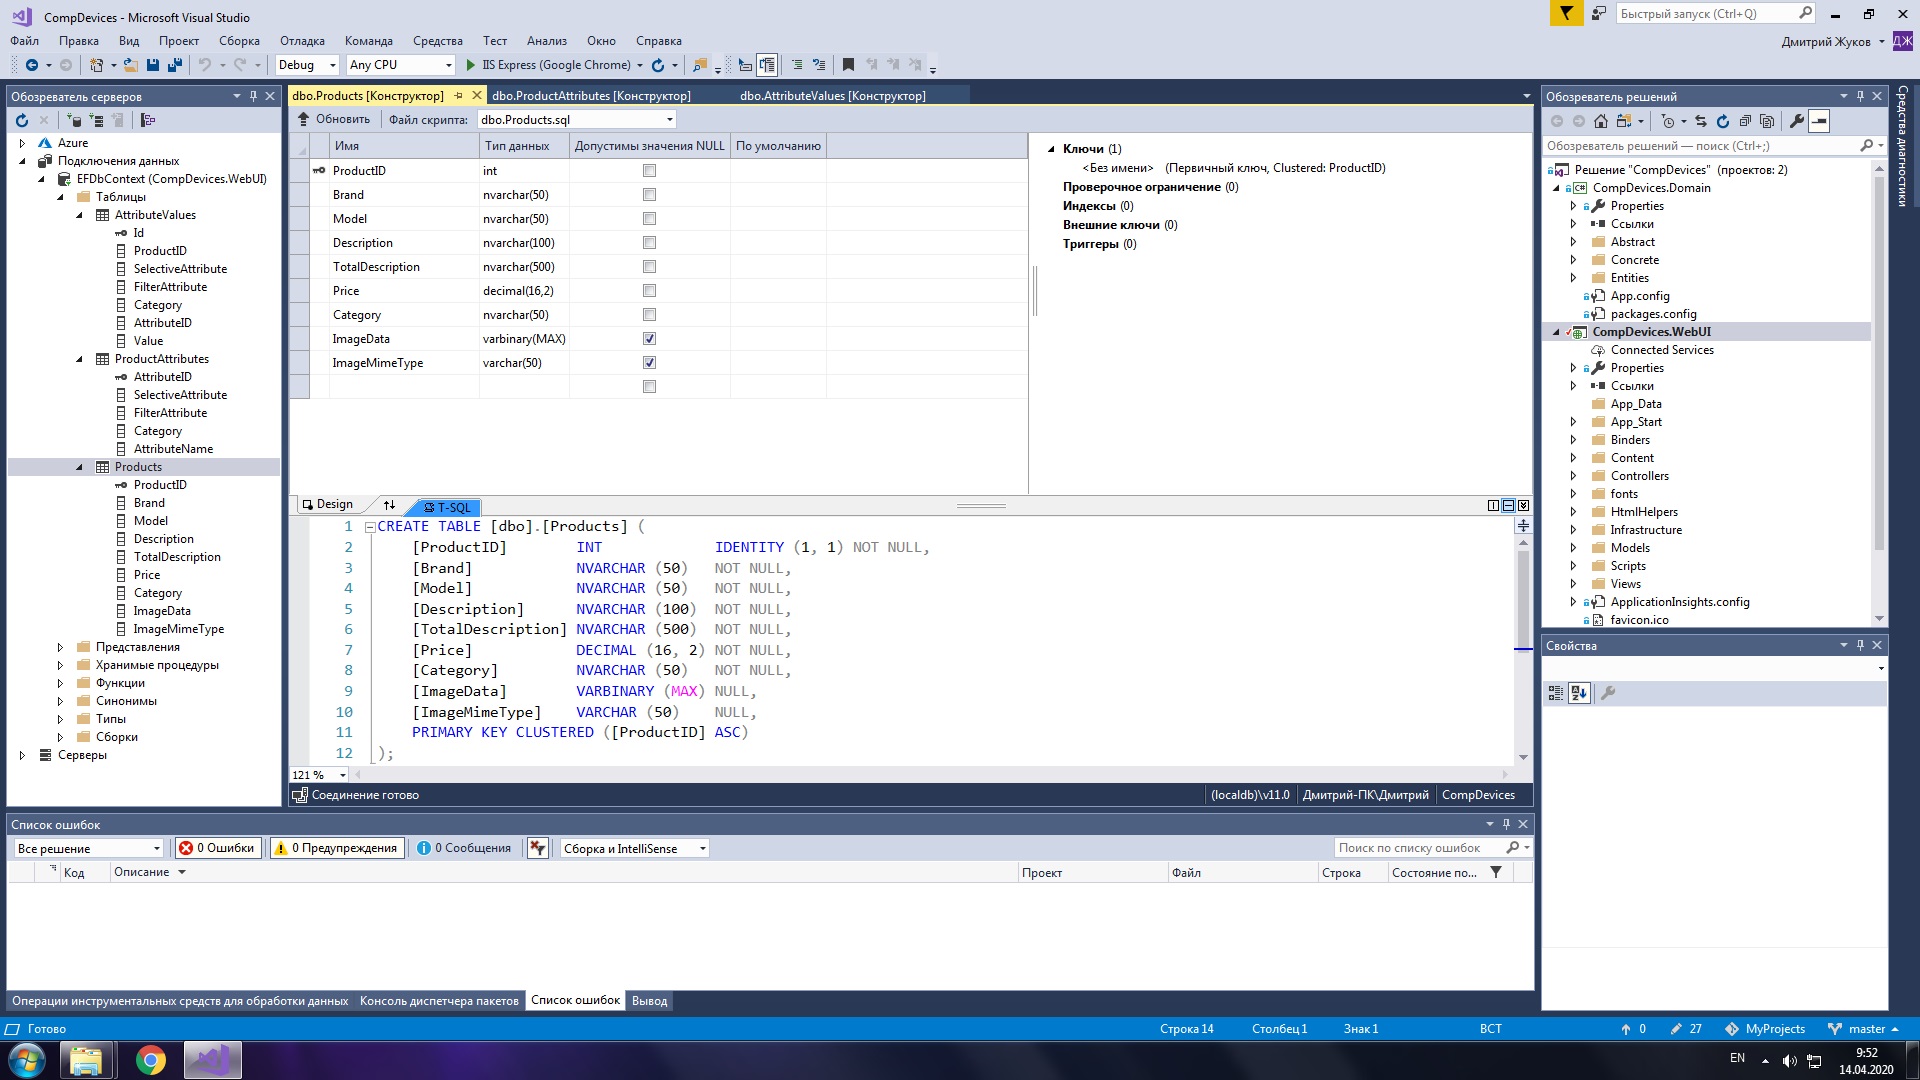 CompDevices - Microsoft Visual Studio
Быстрый запуск (Ctrl+Q)
Файл Правка Вид Проект Сборка Отладка Команда Средства Тест Анализ Окно Справка
Дмитрий Жуков ДЖ
Debug Any CPU IIS Express (Google Chrome)
Обозреватель серверов
Azure
Подключения данных
EFDbContext (CompDevices.WebUI)
Таблицы
AttributeValues
Id
ProductID
SelectiveAttribute
FilterAttribute
Category
AttributeID
Value
ProductAttributes
AttributeID
SelectiveAttribute
FilterAttribute
Category
AttributeName
Products
ProductID
Brand
Model
Description
TotalDescription
Price
Category
ImageData
ImageMimeType
Представления
Хранимые процедуры
Функции
Синонимы
Типы
Сборки
Серверы
dbo.Products [Конструктор] dbo.ProductAttributes [Конструктор] dbo.AttributeValues [Конструктор]
Обновить Файл скрипта: dbo.Products.sql
Имя Тип данных Допустимы значения NULL По умолчанию
ProductID int
Brand nvarchar(50)
Model nvarchar(50)
Description nvarchar(100)
TotalDescription nvarchar(500)
Price decimal(16,2)
Category nvarchar(50)
ImageData varbinary(MAX)
ImageMimeType varchar(50)
Ключи (1)
<Без имени> (Первичный ключ, Clustered: ProductID)
Проверочное ограничение (0)
Индексы (0)
Внешние ключи (0)
Триггеры (0)
Design T-SQL
1 CREATE TABLE [dbo].[Products] (
2 [ProductID] INT IDENTITY (1, 1) NOT NULL,
3 [Brand] NVARCHAR (50) NOT NULL,
4 [Model] NVARCHAR (50) NOT NULL,
5 [Description] NVARCHAR (100) NOT NULL,
6 [TotalDescription] NVARCHAR (500) NOT NULL,
7 [Price] DECIMAL (16, 2) NOT NULL,
8 [Category] NVARCHAR (50) NOT NULL,
9 [ImageData] VARBINARY (MAX) NULL,
10 [ImageMimeType] VARCHAR (50) NULL,
11 PRIMARY KEY CLUSTERED ([ProductID] ASC)
12 );
121 %
Соединение готово (localdb)\v11.0 Дмитрий-ПК\Дмитрий CompDevices
Обозреватель решений
Обозреватель решений — поиск (Ctrl+;)
Решение "CompDevices" (проектов: 2)
CompDevices.Domain
Properties
Ссылки
Abstract
Concrete
Entities
App.config
packages.config
CompDevices.WebUI
Connected Services
Properties
Ссылки
App_Data
App_Start
Binders
Content
Controllers
fonts
HtmlHelpers
Infrastructure
Models
Scripts
Views
ApplicationInsights.config
favicon.ico
Средства диагностики
Свойства
Список ошибок
Все решение 0 Ошибки 0 Предупреждения 0 Сообщения Сборка и IntelliSense
Поиск по списку ошибок
Код Описание Проект Файл Строка Состояние по...
Операции инструментальных средств для обработки данных Консоль диспетчера пакетов Список ошибок Вывод
Готово Строка 14 Столбец 1 Знак 1 ВСТ 0 27 MyProjects master
EN 9:52
14.04.2020